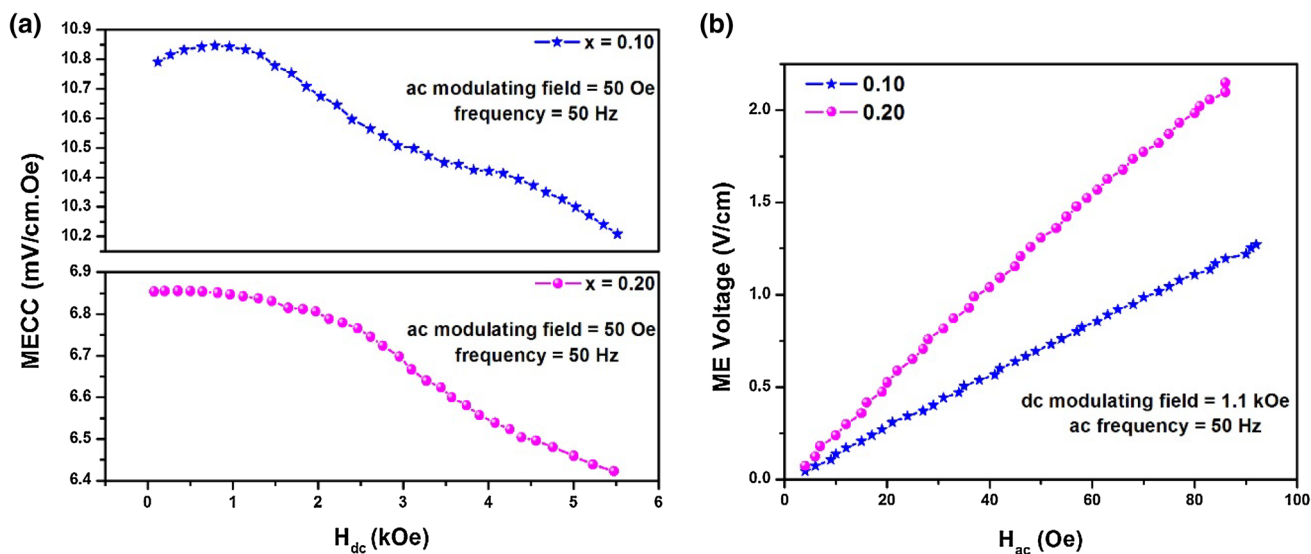 (a)
10.9
10.8
10.7
10.6
10.5
10.4
10.3
10.2
x = 0.10
ac modulating field = 50 Oe
frequency = 50 Hz
6.9
6.8
6.7
6.6
6.5
6.4
x = 0.20
ac modulating field = 50 Oe
frequency = 50 Hz
MECC (mV/cm.Oe)
0 1 2 3 4 5 6
Hdc (kOe)
(b)
2.0
1.5
1.0
0.5
0.0
0.10
0.20
dc modulating field = 1.1 kOe
ac frequency = 50 Hz
ME Voltage (V/cm)
0 20 40 60 80 100
Hac (Oe)